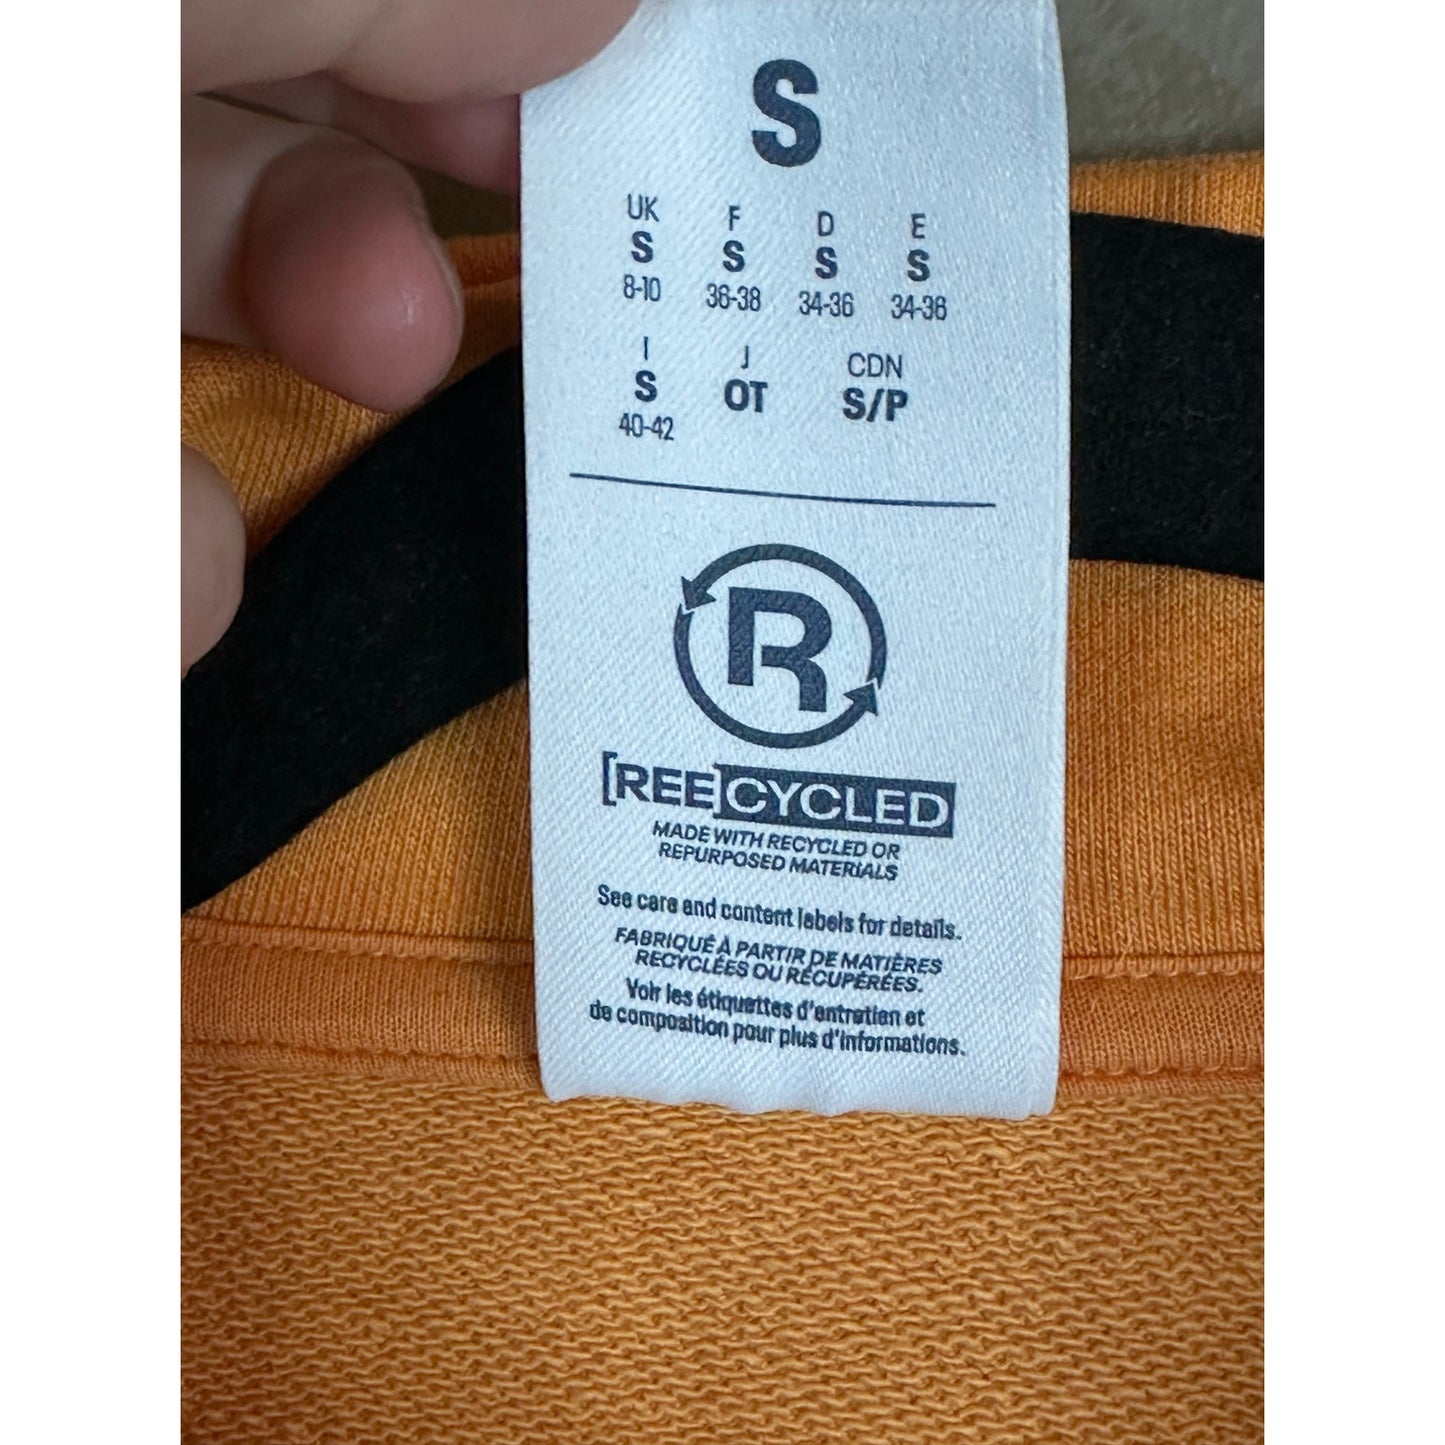 S
UK F D E
S S S S
8-10 36-38 34-36 34-36
I J CDN
S OT S/P
40-42
R
[REE]CYCLED
MADE WITH RECYCLED OR
REPURPOSED MATERIALS
See care and content labels for details.
FABRIQUÉ À PARTIR DE MATIÈRES
RECYCLÉES OU RÉCUPÉRÉES.
Voir les étiquettes d'entretien et
de composition pour plus d'informations.